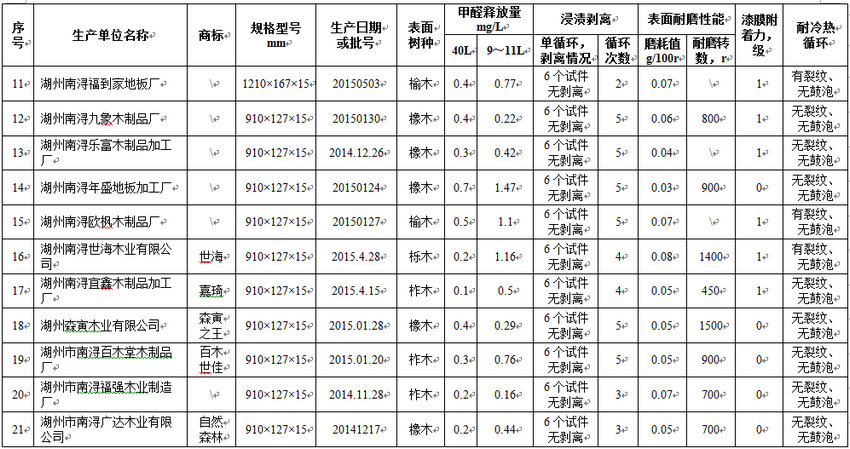 序号 生产单位名称 商标 规格型号 mm 生产日期或批号 表面树种 甲醛释放量 mg/L 浸渍剥离 表面耐磨性能 漆膜附着力，级 耐冷热循环
40L 9～11L 单循环，剥离情况 循环次数 磨耗值 g/100r 耐磨转数，r
11 湖州南浔福到家地板厂 \ 1210×167×15 20150503 榆木 0.4 0.77 6个试件无剥离 2 0.07 \ 1 有裂纹、无鼓泡
12 湖州南浔九象木制品厂 \ 910×127×15 20150130 橡木 0.4 0.22 6个试件无剥离 5 0.06 800 1 无裂纹、无鼓泡
13 湖州南浔乐富木制品加工厂 \ 910×127×15 2014.12.26 橡木 0.3 0.42 6个试件无剥离 5 0.04 \ 1 无裂纹、无鼓泡
14 湖州南浔年盛地板加工厂 \ 910×127×15 20150124 橡木 0.7 1.47 6个试件无剥离 5 0.03 900 0 无裂纹、无鼓泡
15 湖州南浔欧枫木制品厂 \ 910×127×15 20150127 榆木 0.5 1.1 6个试件无剥离 5 0.07 \ 1 有裂纹、无鼓泡
16 湖州南浔世海木业有限公司 世海 910×127×15 2015.4.28 栎木 0.2 1.16 6个试件无剥离 4 0.08 1400 1 有裂纹、无鼓泡
17 湖州南浔宜鑫木制品加工厂 嘉琦 910×127×15 2015.4.15 柞木 0.1 0.5 6个试件无剥离 4 0.05 450 1 无裂纹、无鼓泡
18 湖州森寅木业有限公司 森寅之王 910×127×15 2015.01.28 橡木 0.4 0.29 6个试件无剥离 5 0.05 1500 0 无裂纹、无鼓泡
19 湖州市南浔百木堂木制品厂 百木世佳 910×127×15 2015.01.20 柞木 0.3 0.76 6个试件无剥离 5 0.05 900 0 无裂纹、无鼓泡
20 湖州市南浔福强木业制造厂 \ 910×127×15 2014.11.28 柞木 0.2 0.16 6个试件无剥离 3 0.07 700 0 无裂纹、无鼓泡
21 湖州市南浔广达木业有限公司 自然森林 910×127×15 20141217 橡木 0.2 0.44 6个试件无剥离 3 0.05 700 0 无裂纹、无鼓泡